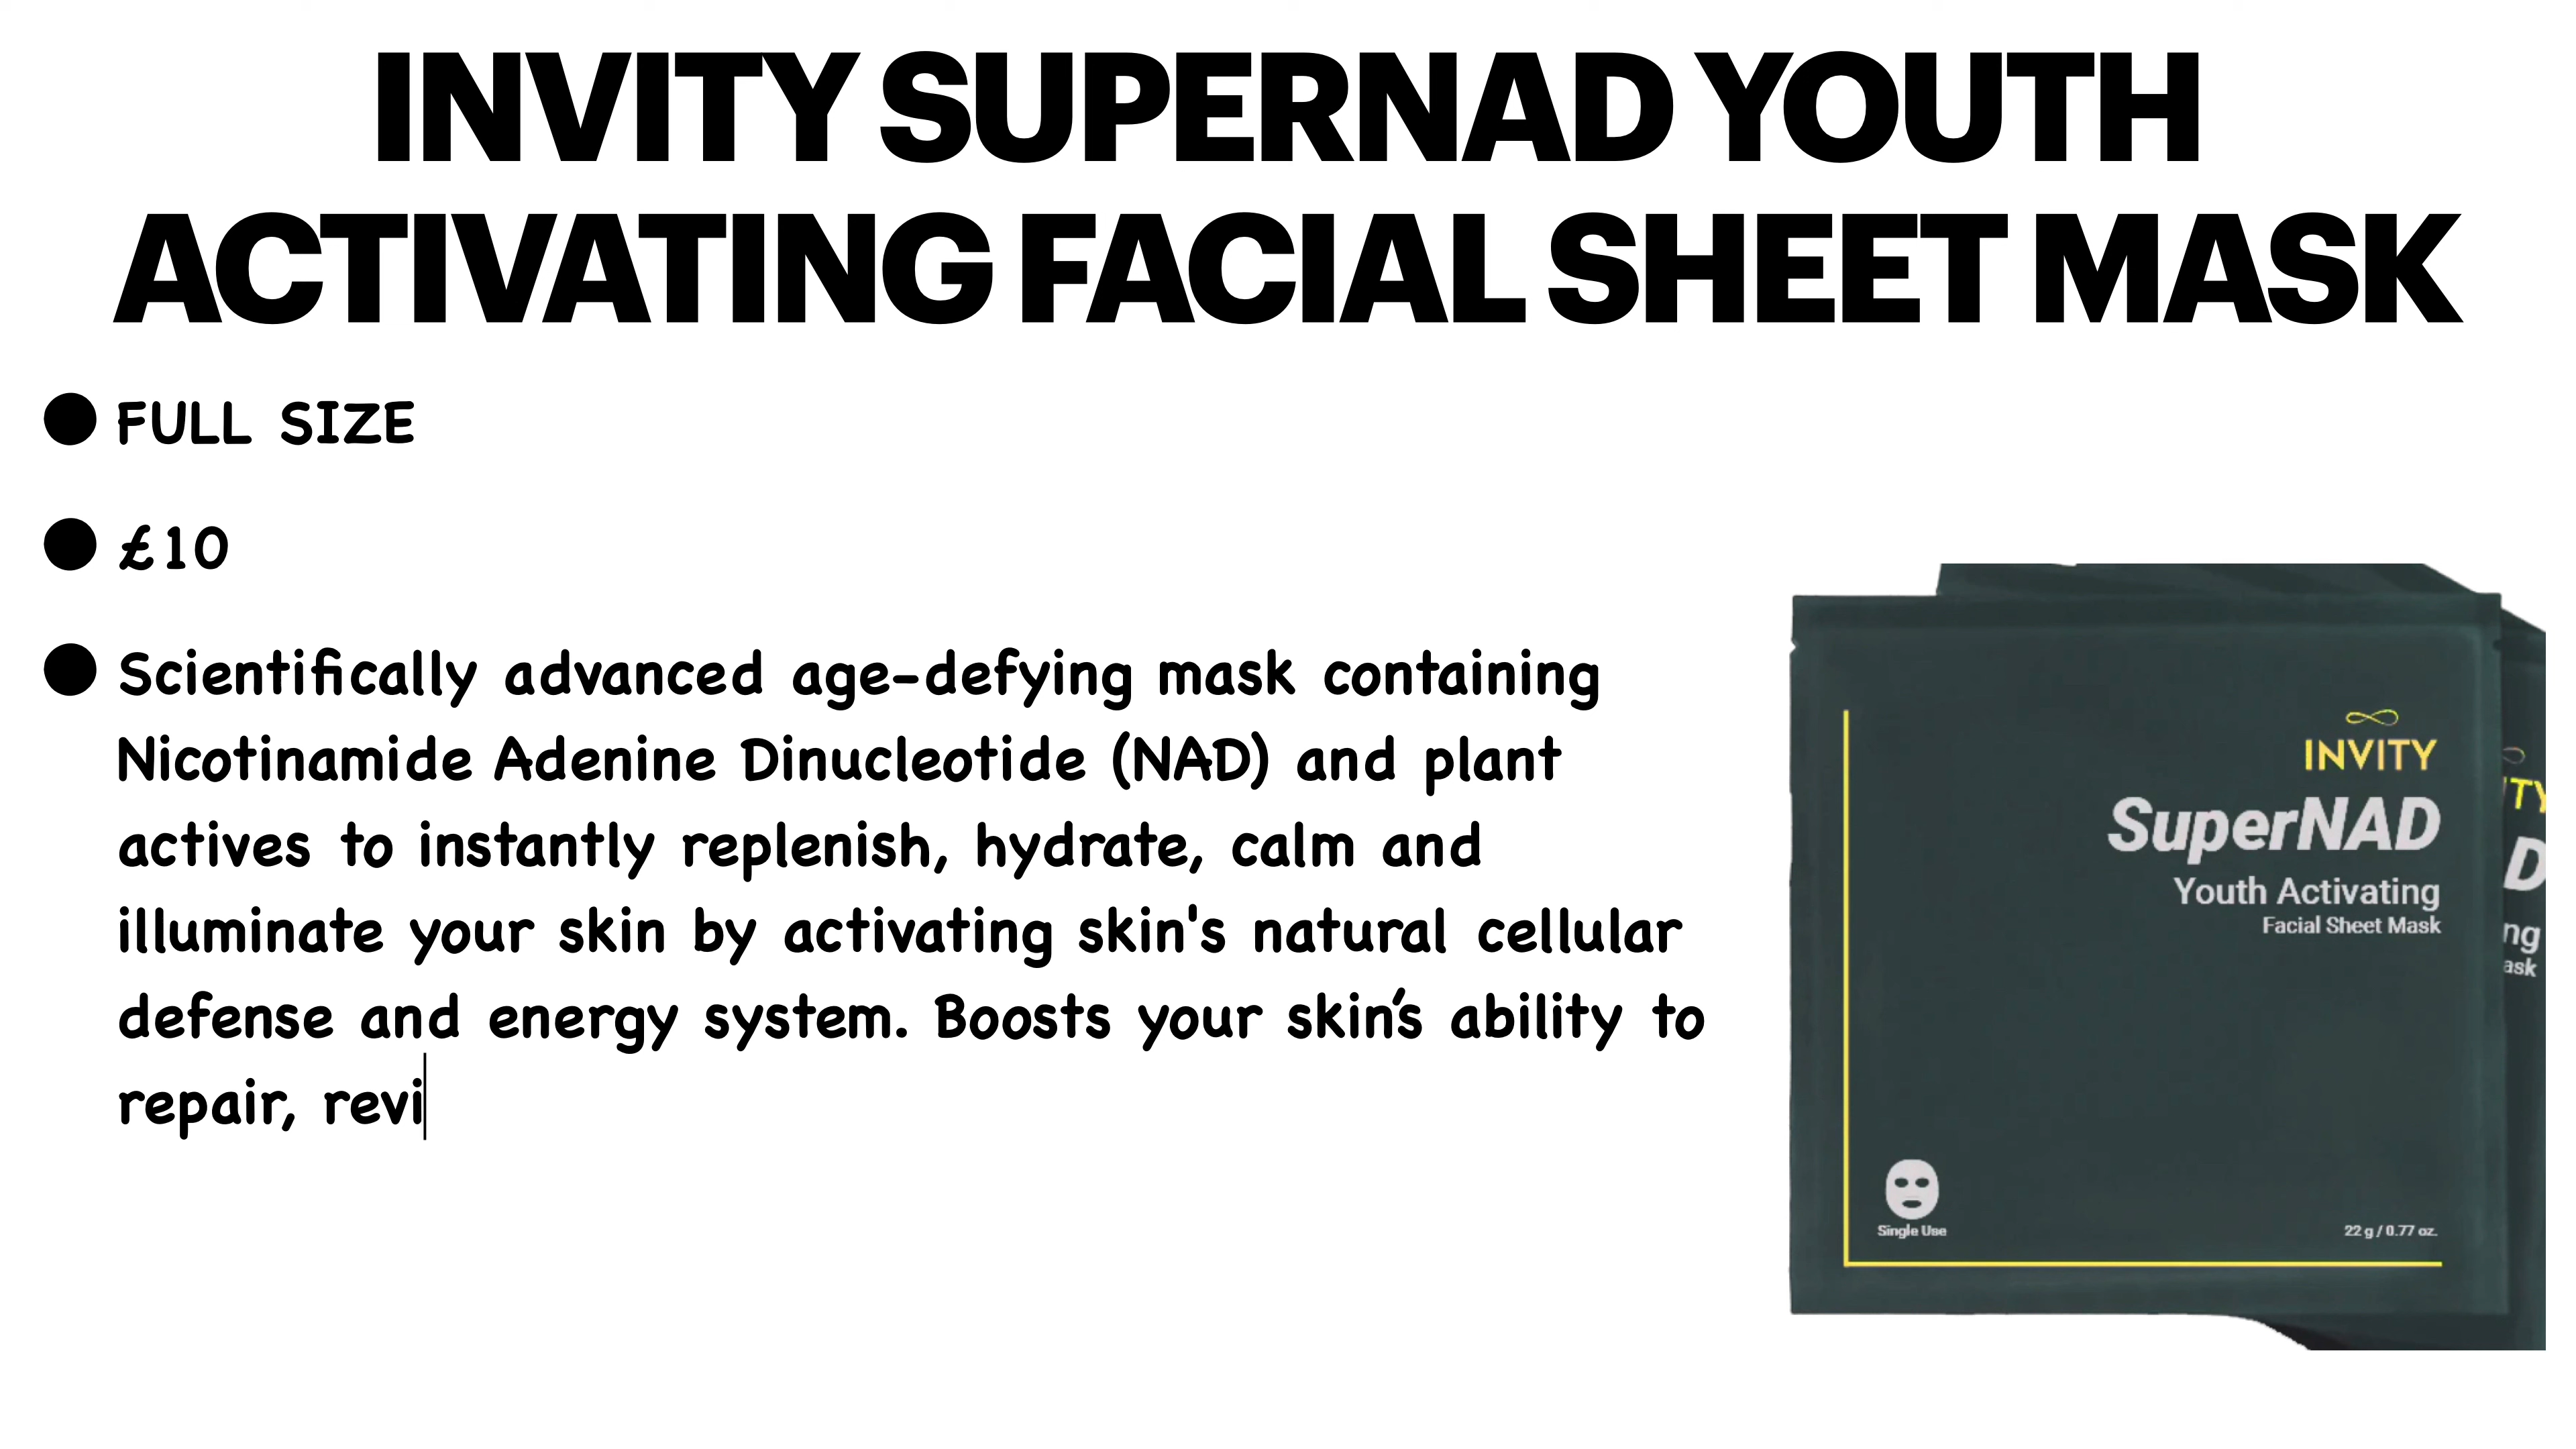 INVITY SUPERNAD YOUTH
ACTIVATING FACIAL SHEET MASK
FULL SIZE
£10
Scientifically advanced age-defying mask containing
Nicotinamide Adenine Dinucleotide (NAD) and plant
actives to instantly replenish, hydrate, calm and
illuminate your skin by activating skin's natural cellular
defense and energy system. Boosts your skin’s ability to
repair, revi
INVITY
SuperNAD
Youth Activating
Facial Sheet Mask
Single Use
22 g / 0.77 oz.
TY
D
ng
ask